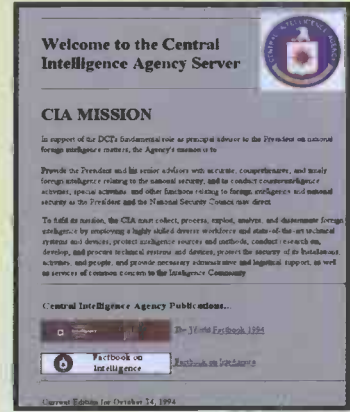 CENTRAL INTELLIGENCE AGENCY
Welcome to the Central
Intelligence Agency Server
CIA MISSION
In support of the DCI's fundamental role as principal advisor to the President on national
foreign intelligence matters, the Agency's mission is to
Provide the President and his senior advisors with accurate, comprehensive, and timely
foreign intelligence relating to the national security, and to conduct counterintelligence
activities, special activities, and other functions relating to foreign intelligence and national
security as the President and the National Security Council may direct.
To fulfill its mission, the CIA must collect, process, exploit, analyze, and disseminate foreign
intelligence by employing a highly skilled diverse workforce and state-of-the-art technical
systems and devices, protect intelligence sources and methods, conduct research on,
develop, and procure technical systems and devices, protect the security of its installations,
activities, and people, and provide necessary administrative and logistical support, as well
as services of common concern to the Intelligence Community
Central Intelligence Agency Publications...
The World Factbook 1994
Factbook on
Intelligence
Factbook on Intelligence
Current Edition for October 14, 1994